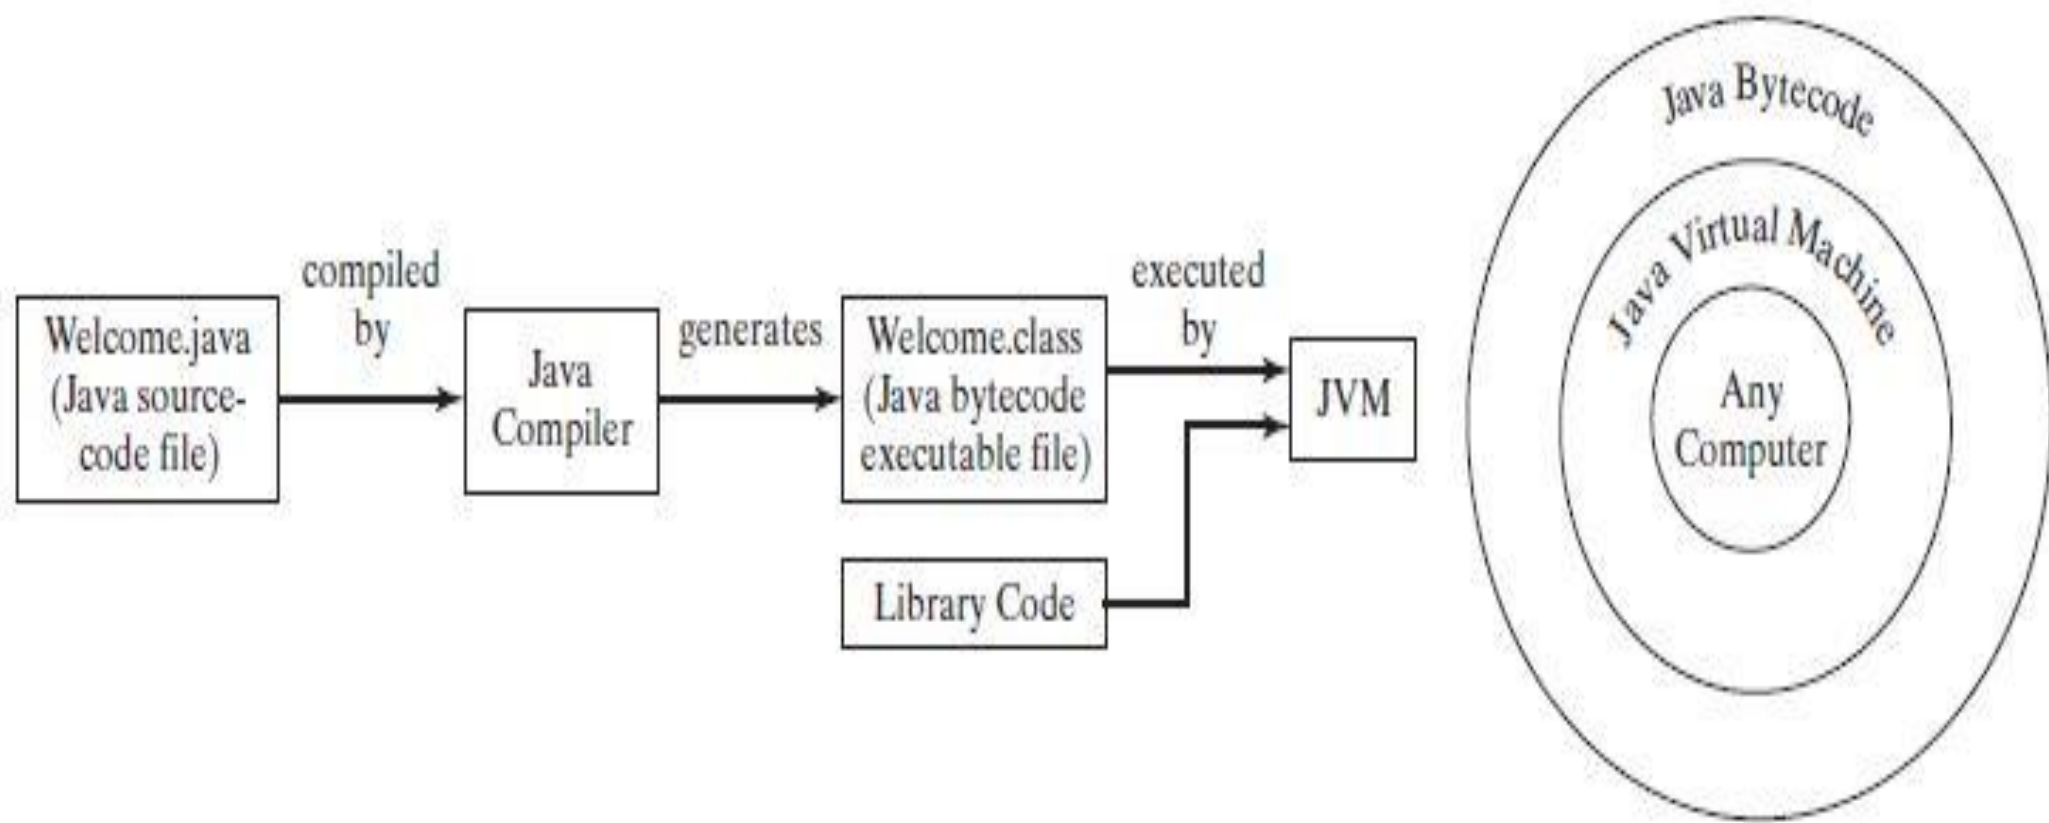 Welcome.java
(Java source-
code file)
compiled
by
Java
Compiler
generates
Welcome.class
(Java bytecode
executable file)
executed
by
JVM
Library Code
Java Bytecode
Java Virtual Machine
Any
Computer